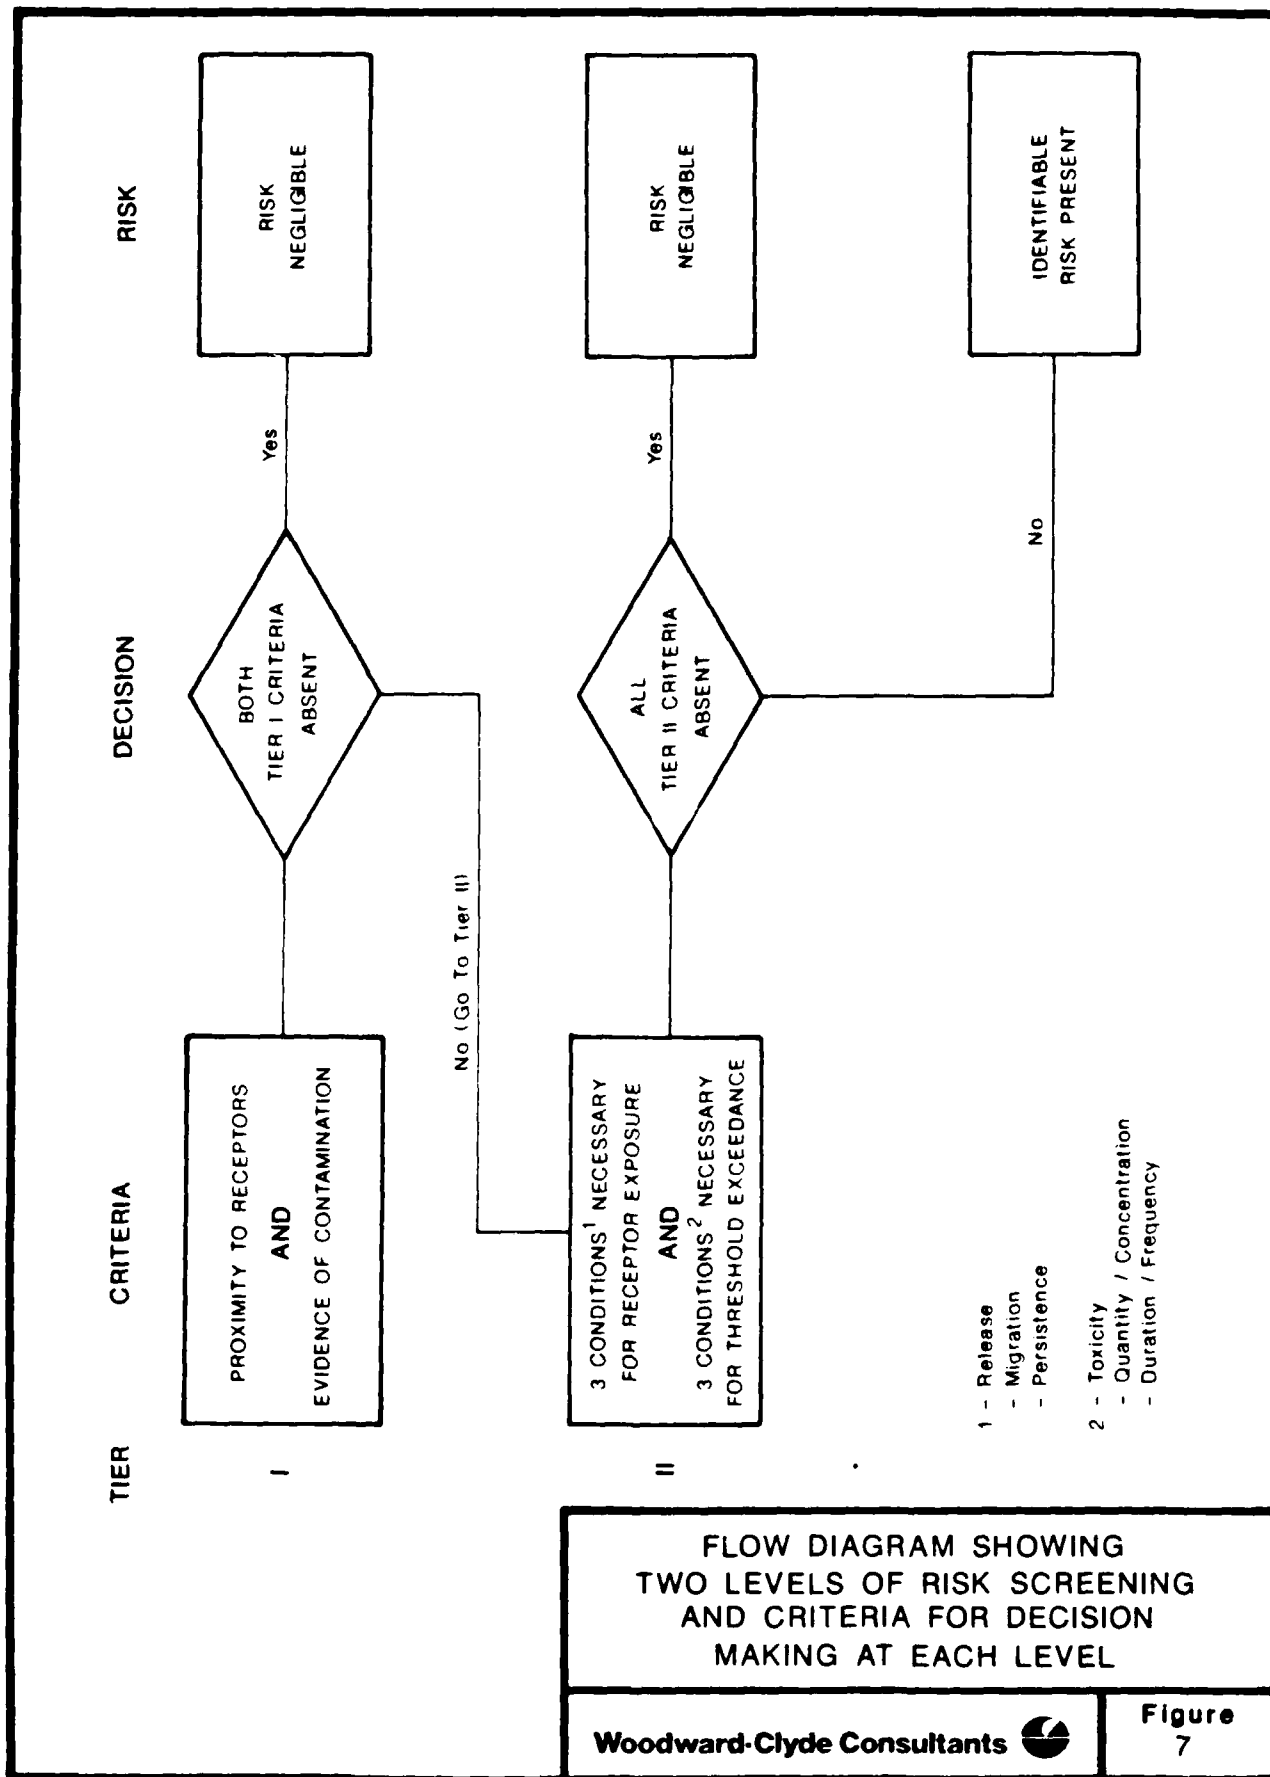 TIER CRITERIA DECISION RISK
I
PROXIMITY TO RECEPTORS
AND
EVIDENCE OF CONTAMINATION
BOTH
TIER I CRITERIA
ABSENT
Yes
RISK
NEGLIGIBLE
No (Go To Tier II)
II
3 CONDITIONS¹ NECESSARY
FOR RECEPTOR EXPOSURE
AND
3 CONDITIONS² NECESSARY
FOR THRESHOLD EXCEEDANCE
ALL
TIER II CRITERIA
ABSENT
Yes
RISK
NEGLIGIBLE
No
IDENTIFIABLE
RISK PRESENT
1 - Release
- Migration
- Persistence
2 - Toxicity
- Quantity / Concentration
- Duration / Frequency
FLOW DIAGRAM SHOWING
TWO LEVELS OF RISK SCREENING
AND CRITERIA FOR DECISION
MAKING AT EACH LEVEL
Woodward-Clyde Consultants
Figure
7